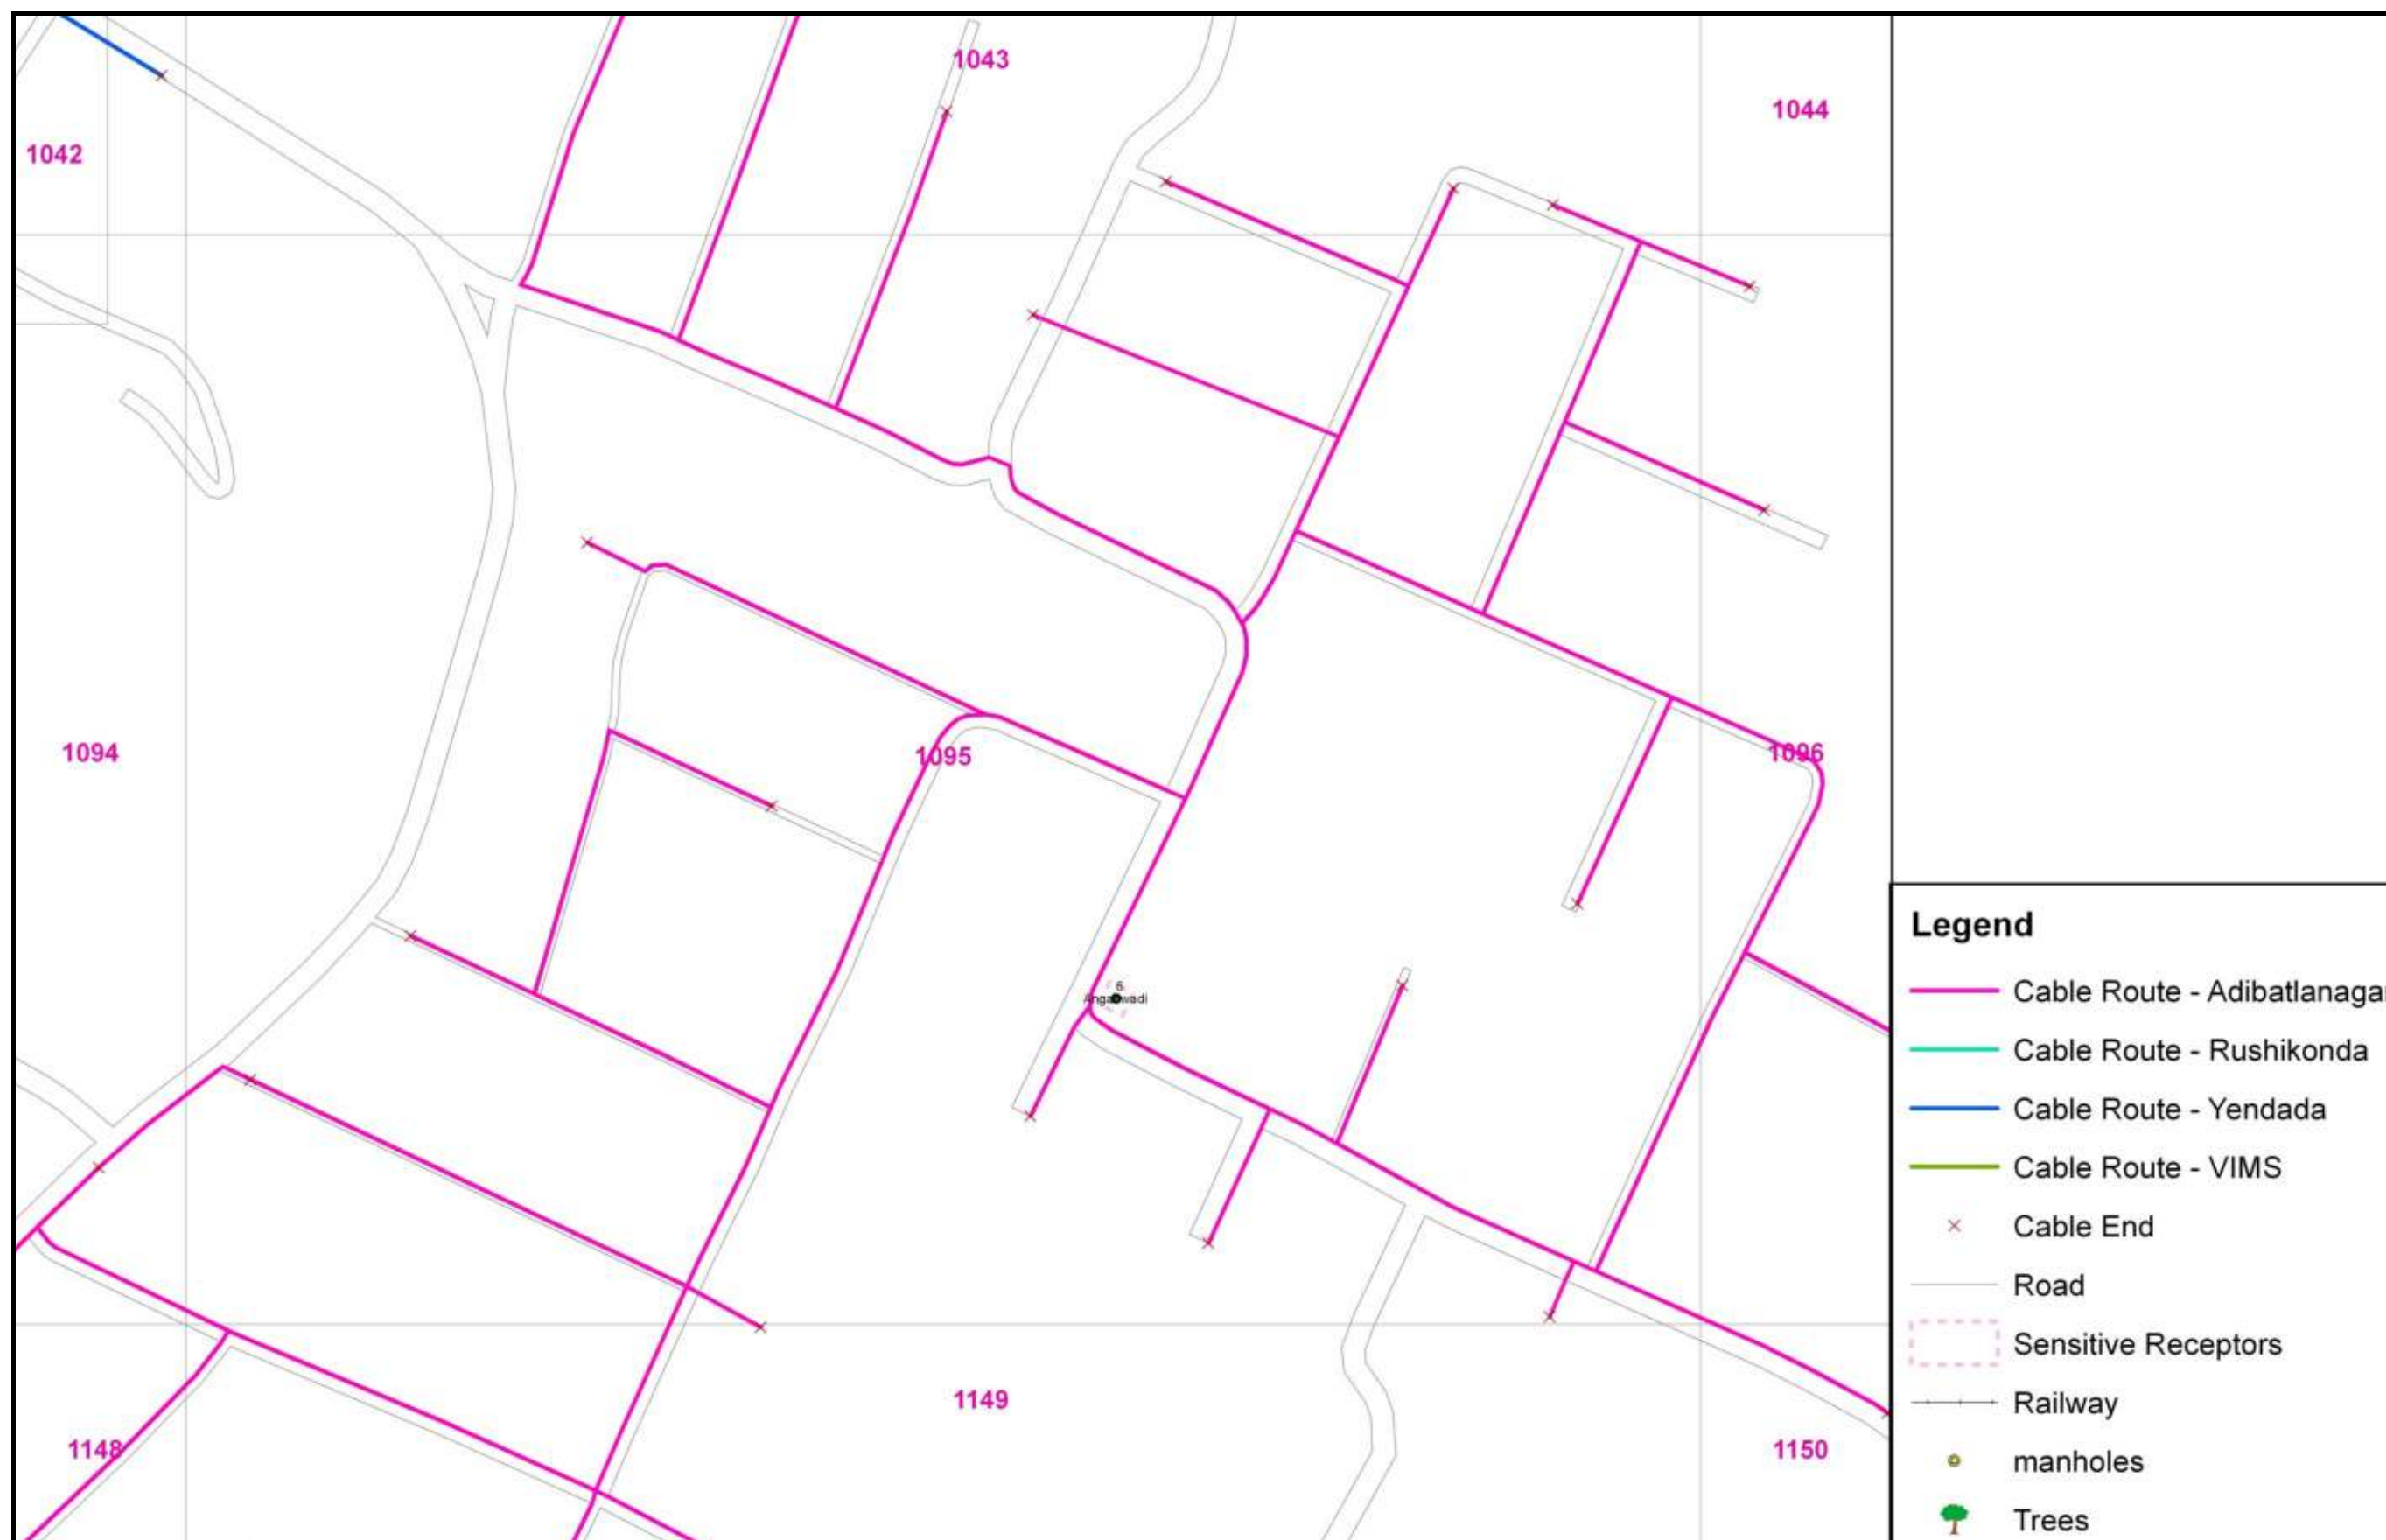 1043
1044
1042
1094
1095
1096
6
Anganwadi
1148
1149
1150
Legend
Cable Route - Adibatlanagar
Cable Route - Rushikonda
Cable Route - Yendada
Cable Route - VIMS
Cable End
Road
Sensitive Receptors
Railway
manholes
Trees